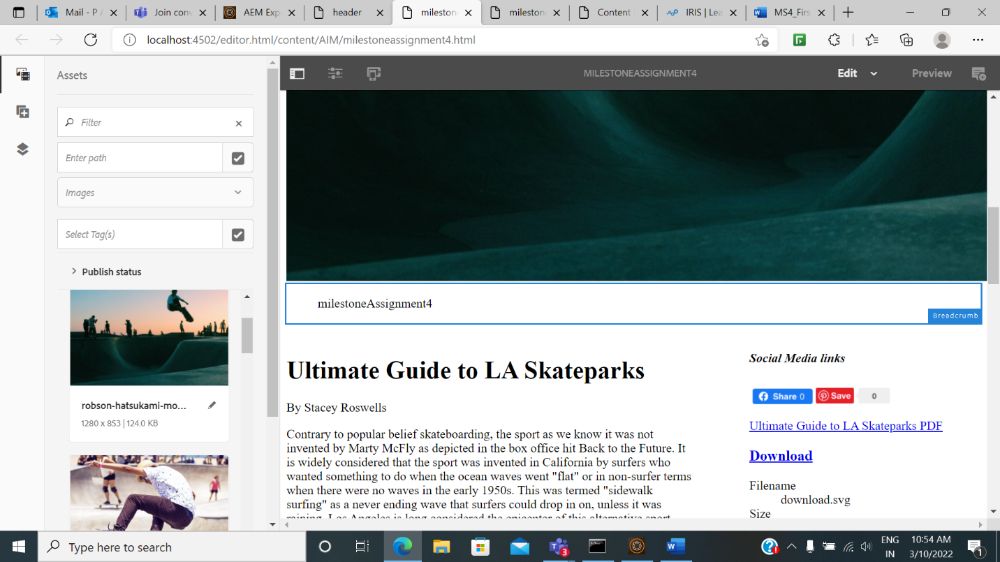 Mail - P A
Join conv
AEM Exp
header
mileston
mileston
Content
IRIS | Lea
MS4_Firs
localhost:4502/editor.html/content/AIM/milestoneassignment4.html
Assets
MILESTONEASSIGNMENT4
Edit
Preview
Filter
Enter path
Images
Select Tag(s)
Publish status
robson-hatsukami-mo...
1280 x 853 | 124.0 KB
milestoneAssignment4
Breadcrumb
Ultimate Guide to LA Skateparks
By Stacey Roswells
Contrary to popular belief skateboarding, the sport as we know it was not
invented by Marty McFly as depicted in the box office hit Back to the Future. It
is widely considered that the sport was invented in California by surfers who
wanted something to do when the ocean waves went "flat" or in non-surfer terms
when there were no waves in the early 1950s. This was termed "sidewalk
surfing" as a never ending wave that surfers could drop in on, unless it was
raining. Los Angeles is long considered the epicenter of this alternative sport
Social Media links
Share 0
Save
0
Ultimate Guide to LA Skateparks PDF
Download
Filename
download.svg
Size
Type here to search
3
ENG
IN
10:54 AM
3/10/2022
1